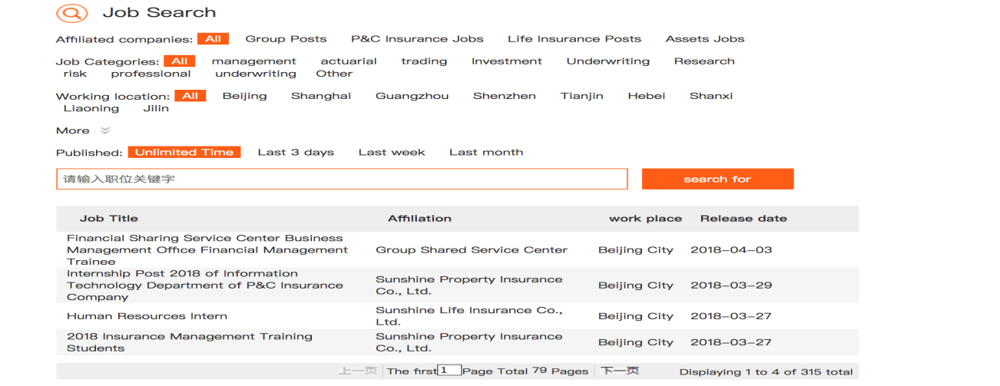 Job Search
Affiliated companies: All Group Posts P&C Insurance Jobs Life Insurance Posts Assets Jobs
Job Categories: All management actuarial trading Investment Underwriting Research
risk professional underwriting Other
Working location: All Beijing Shanghai Guangzhou Shenzhen Tianjin Hebei Shanxi
Liaoning Jilin
More
Published: Unlimited Time Last 3 days Last week Last month
请输入职位关键字 search for
Job Title Affiliation work place Release date
Financial Sharing Service Center Business
Management Office Financial Management
Trainee
Group Shared Service Center Beijing City 2018-04-03
Internship Post 2018 of Information
Technology Department of P&C Insurance
Company
Sunshine Property Insurance
Co., Ltd.
Beijing City 2018-03-29
Human Resources Intern
Sunshine Life Insurance Co.,
Ltd.
Beijing City 2018-03-27
2018 Insurance Management Training
Students
Sunshine Property Insurance
Co., Ltd.
Beijing City 2018-03-27
上一页 The first 1 Page Total 79 Pages 下一页 Displaying 1 to 4 of 315 total